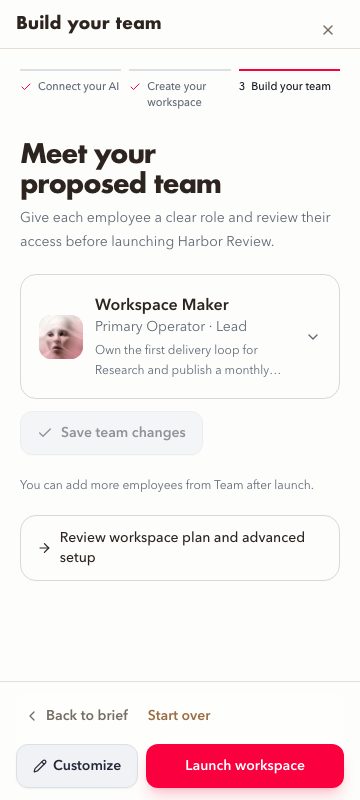 Build your team
Connect your AI
Create your
workspace
3 Build your team
Meet your
proposed team
Give each employee a clear role and review their
access before launching Harbor Review.
Workspace Maker
Primary Operator · Lead
Own the first delivery loop for
Research and publish a monthly…
Save team changes
You can add more employees from Team after launch.
Review workspace plan and advanced
setup
Back to brief
Start over
Customize
Launch workspace